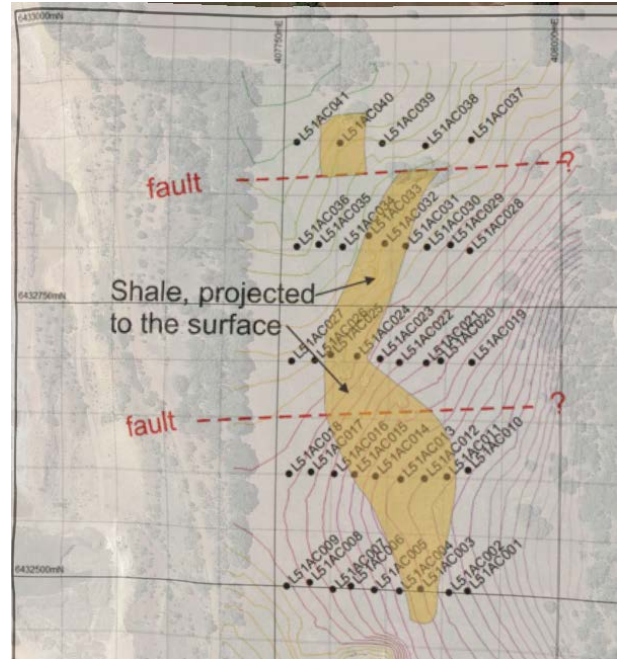 6433000mN
407750mE
408000mE
L51AC041
L51AC040
L51AC039
L51AC038
L51AC037
?
fault
L51AC036
L51AC035
L51AC034
L51AC033
L51AC032
L51AC031
L51AC030
L51AC029
L51AC028
6432750mN
Shale, projected
to the surface
L51AC027
L51AC026
L51AC025
L51AC024
L51AC023
L51AC022
L51AC021
L51AC020
L51AC019
?
fault
L51AC018
L51AC017
L51AC016
L51AC015
L51AC014
L51AC013
L51AC012
L51AC011
L51AC010
6432500mN
L51AC009
L51AC008
L51AC007
L51AC006
L51AC005
L51AC004
L51AC003
L51AC002
L51AC001